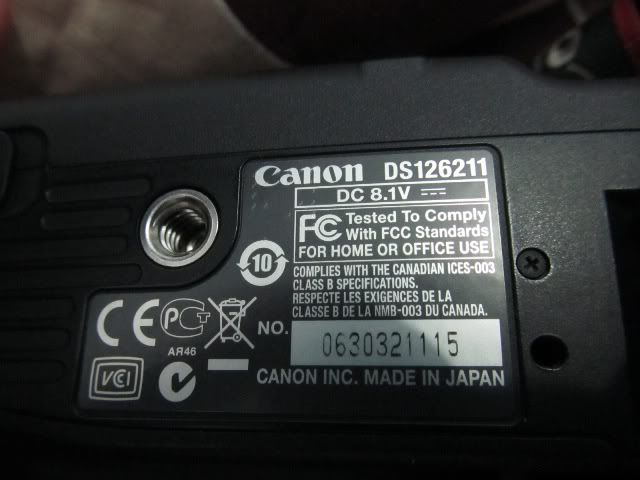 Canon DS126211
DC 8.1V
FC Tested To Comply
With FCC Standards
FOR HOME OR OFFICE USE
10
COMPLIES WITH THE CANADIAN ICES-003
CLASS B SPECIFICATIONS.
RESPECTE LES EXIGENCES DE LA
CLASSE B DE LA NMB-003 DU CANADA.
CE PCT
AR46
NO. 0630321115
VCI
CANON INC. MADE IN JAPAN